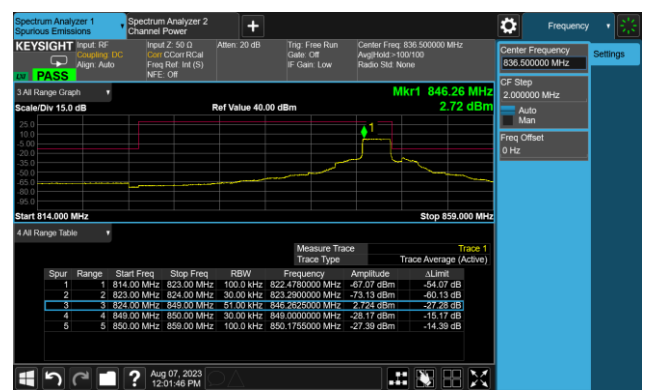 Spectrum Analyzer 1
Spurious Emissions
Spectrum Analyzer 2
Channel Power
Frequency
KEYSIGHT
Input: RF
Coupling: DC
Align: Auto
Input Z: 50 Ω
Corr CCorr RCal
Freq Ref: Int (S)
NFE: Off
Atten: 20 dB
Trig: Free Run
Gate: Off
IF Gain: Low
Center Freq: 836.500000 MHz
Avg|Hold:>100/100
Radio Std: None
PASS
Center Frequency
836.500000 MHz
Settings
CF Step
2.000000 MHz
Auto
Man
Freq Offset
0 Hz
3 All Range Graph
Mkr1 846.26 MHz
Scale/Div 15.0 dB
Ref Value 40.00 dBm
2.72 dBm
1
25.0
10.0
-5.00
-20.0
-35.0
-50.0
-65.0
-80.0
-95.0
Start 814.000 MHz
Stop 859.000 MHz
4 All Range Table
Measure Trace
Trace 1
Trace Type
Trace Average (Active)
Spur Range Start Freq Stop Freq RBW Frequency Amplitude ΔLimit
1 1 814.00 MHz 823.00 MHz 100.0 kHz 822.4780000 MHz -67.07 dBm -54.07 dB
2 2 823.00 MHz 824.00 MHz 30.00 kHz 823.2900000 MHz -73.13 dBm -60.13 dB
3 3 824.00 MHz 849.00 MHz 51.00 kHz 846.2625000 MHz 2.724 dBm -27.28 dB
4 4 849.00 MHz 850.00 MHz 30.00 kHz 849.0000000 MHz -28.17 dBm -15.17 dB
5 5 850.00 MHz 859.00 MHz 100.0 kHz 850.1755000 MHz -27.39 dBm -14.39 dB
?
Aug 07, 2023
12:01:46 PM